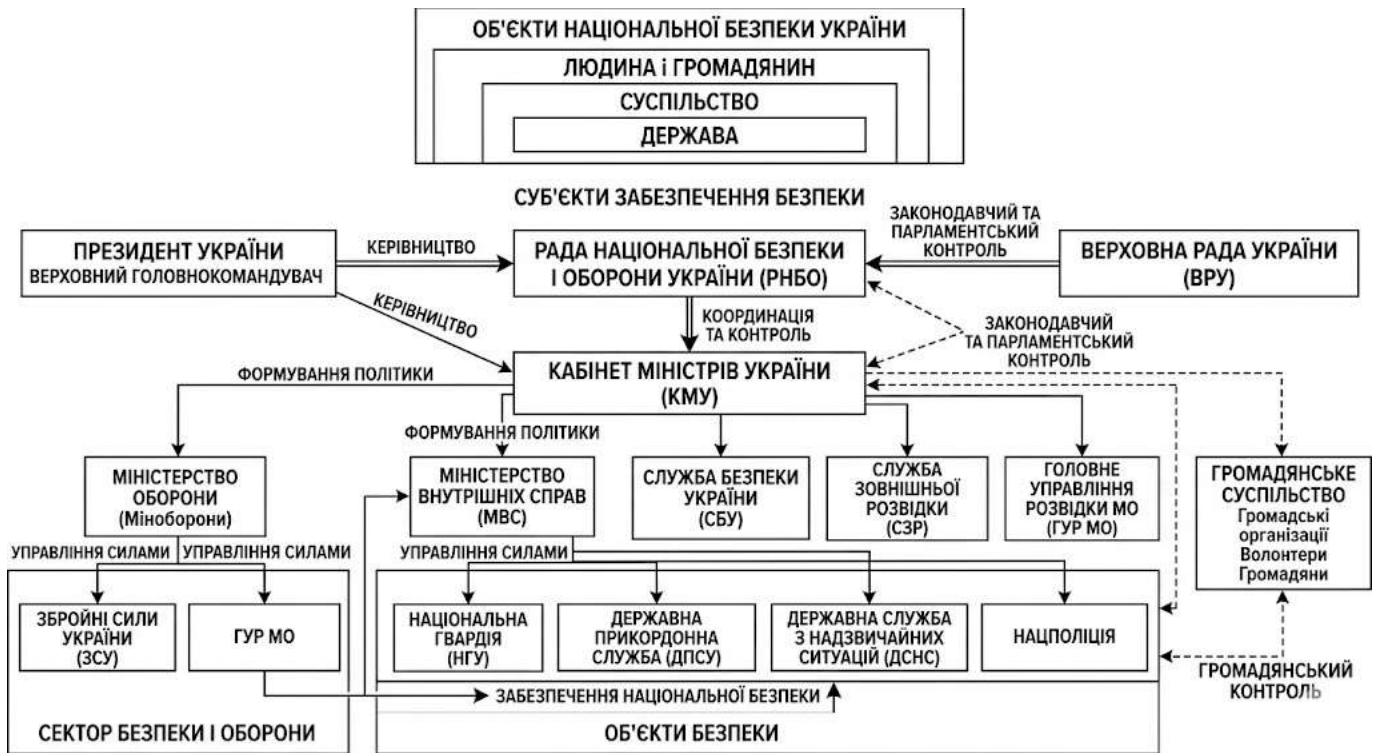 ОБ'ЄКТИ НАЦІОНАЛЬНОЇ БЕЗПЕКИ УКРАЇНИ
ЛЮДИНА і ГРОМАДЯНИН
СУСПІЛЬСТВО
ДЕРЖАВА
СУБ'ЄКТИ ЗАБЕЗПЕЧЕННЯ БЕЗПЕКИ
ПРЕЗИДЕНТ УКРАЇНИ
ВЕРХОВНИЙ ГОЛОВНОКОМАНДУВАЧ
КЕРІВНИЦТВО
РАДА НАЦІОНАЛЬНОЇ БЕЗПЕКИ
І ОБОРОНИ УКРАЇНИ (РНБО)
ЗАКОНОДАВЧИЙ ТА
ПАРЛАМЕНТСЬКИЙ
КОНТРОЛЬ
ВЕРХОВНА РАДА УКРАЇНИ
(ВРУ)
КЕРІВНИЦТВО
КООРДИНАЦІЯ
ТА КОНТРОЛЬ
ЗАКОНОДАВЧИЙ
ТА ПАРЛАМЕНТСЬКИЙ
КОНТРОЛЬ
КАБІНЕТ МІНІСТРІВ УКРАЇНИ
(КМУ)
ФОРМУВАННЯ ПОЛІТИКИ
ФОРМУВАННЯ ПОЛІТИКИ
МІНІСТЕРСТВО
ОБОРОНИ
(Міноборони)
МІНІСТЕРСТВО
ВНУТРІШНІХ СПРАВ
(МВС)
СЛУЖБА БЕЗПЕКИ
УКРАЇНИ
(СБУ)
СЛУЖБА
ЗОВНІШНЬОЇ
РОЗВІДКИ
(СЗР)
ГОЛОВНЕ
УПРАВЛІННЯ
РОЗВІДКИ МО
(ГУР МО)
ГРОМАДЯНСЬКЕ
СУСПІЛЬСТВО
Громадські
організації
Волонтери
Громадяни
УПРАВЛІННЯ СИЛАМИ
УПРАВЛІННЯ СИЛАМИ
УПРАВЛІННЯ СИЛАМИ
ЗБРОЙНІ СИЛИ
УКРАЇНИ
(ЗСУ)
ГУР МО
НАЦІОНАЛЬНА
ГВАРДІЯ
(НГУ)
ДЕРЖАВНА
ПРИКОРДОННА
СЛУЖБА (ДПСУ)
ДЕРЖАВНА СЛУЖБА
З НАДЗВИЧАЙНИХ
СИТУАЦІЙ (ДСНС)
НАЦПОЛІЦІЯ
ГРОМАДЯНСЬКИЙ
КОНТРОЛЬ
ЗАБЕЗПЕЧЕННЯ НАЦІОНАЛЬНОЇ БЕЗПЕКИ
СЕКТОР БЕЗПЕКИ І ОБОРОНИ
ОБ'ЄКТИ БЕЗПЕКИ